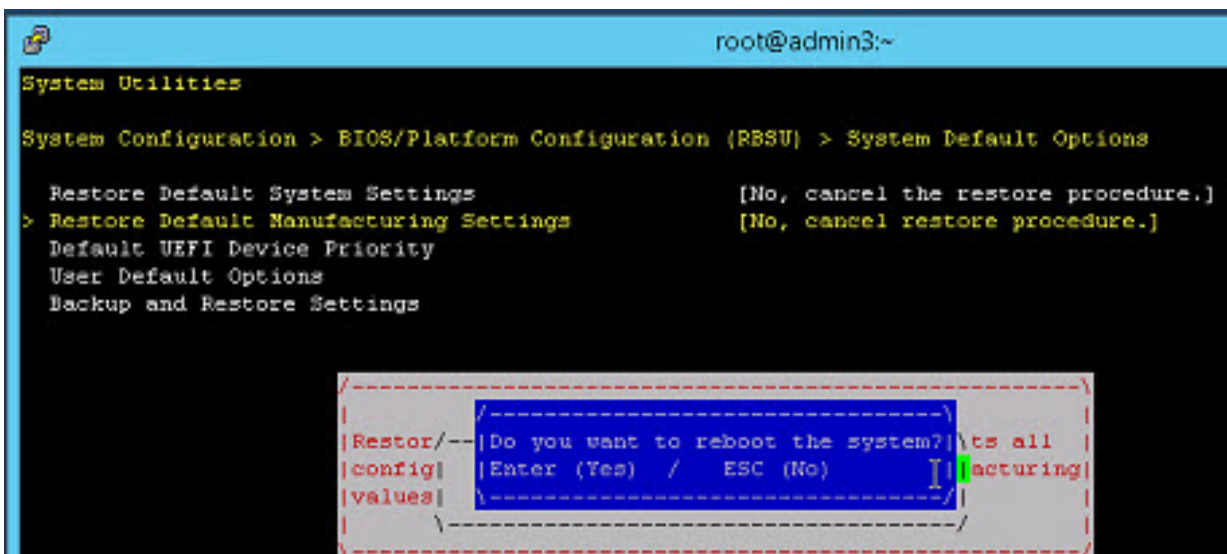 root@admin3:~
System Utilities
System Configuration > BIOS/Platform Configuration (RBSU) > System Default Options
Restore Default System Settings [No, cancel the restore procedure.]
> Restore Default Manufacturing Settings [No, cancel restore procedure.]
Default UEFI Device Priority
User Default Options
Backup and Restore Settings
Restor Do you want to reboot the system? ts all
config Enter (Yes) / ESC (No) acturing
values